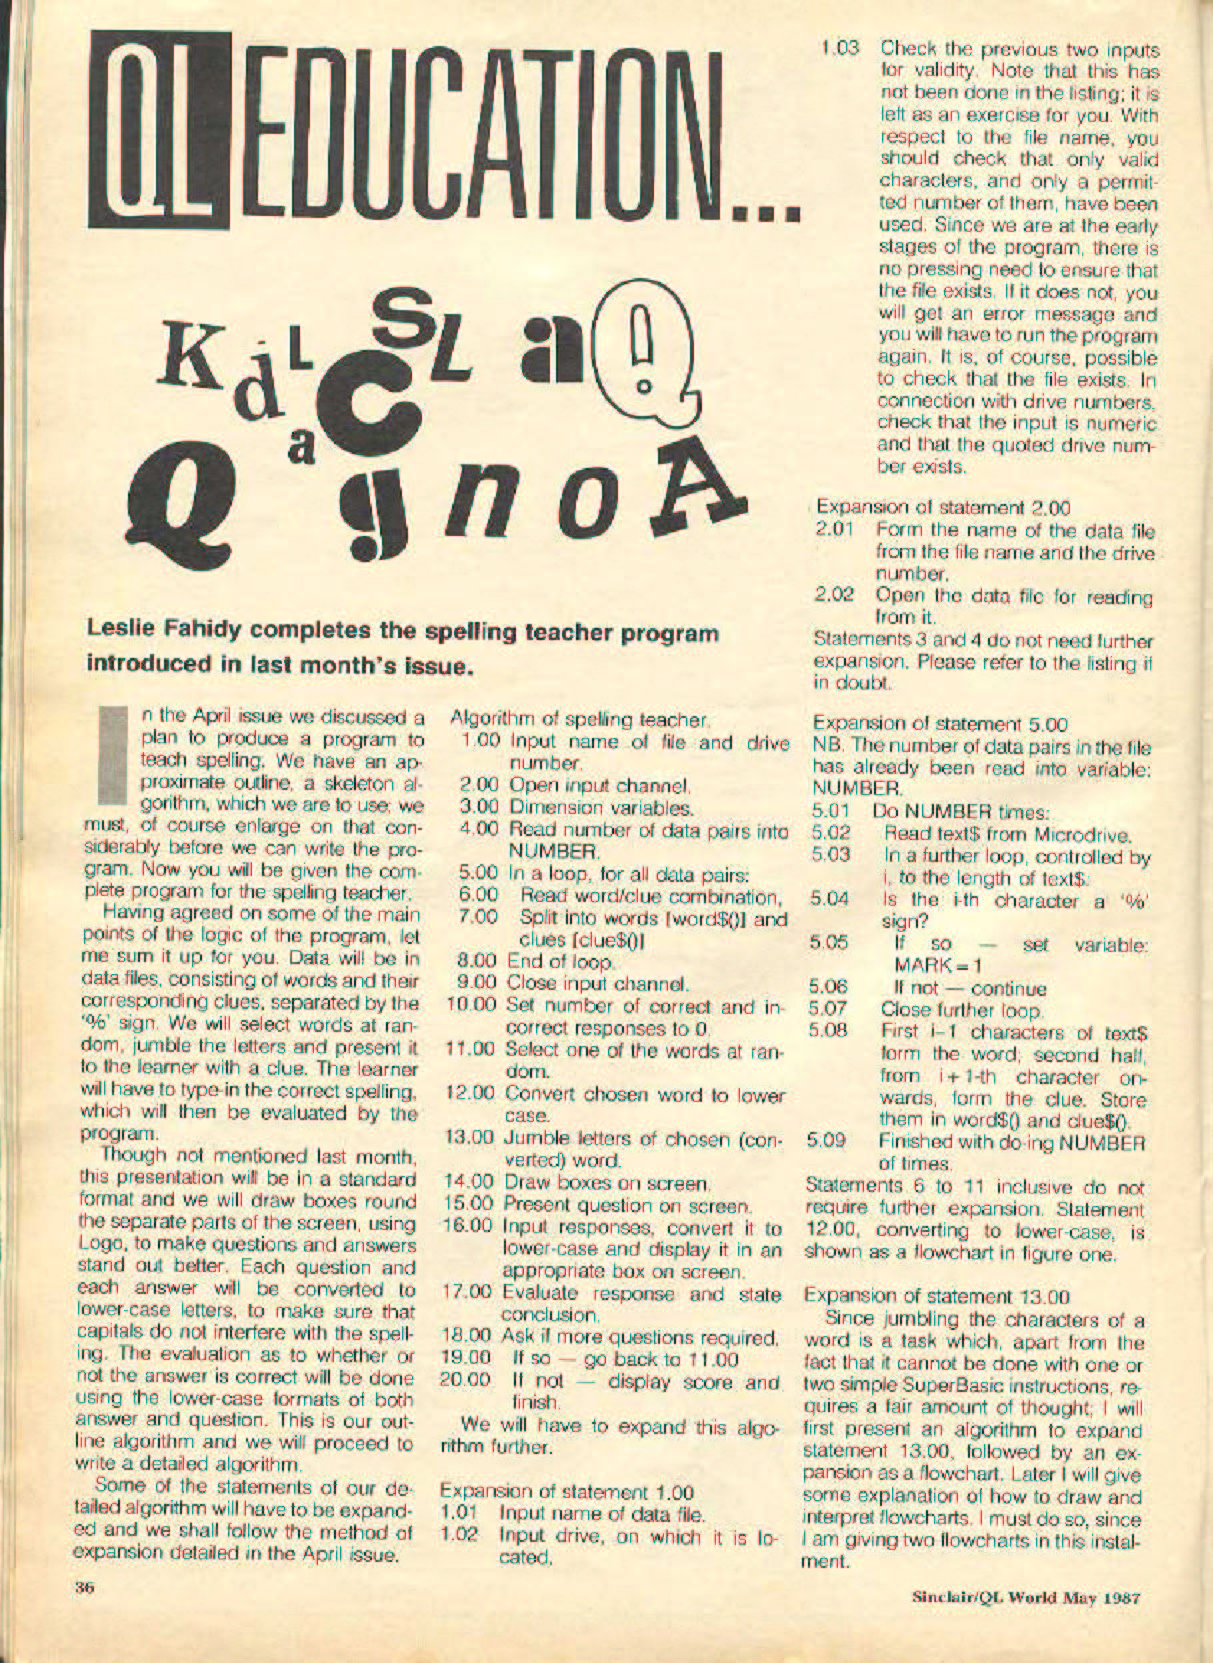 QL EDUCATION...
K d L C S L a Q
a
Q g n o A
Leslie Fahidy completes the spelling teacher program
introduced in last month's issue.
In the April issue we discussed a
plan to produce a program to
teach spelling. We have an ap-
proximate outline, a skeleton al-
gorithm, which we are to use; we
must, of course enlarge on that con-
siderably before we can write the pro-
gram. Now you will be given the com-
plete program for the spelling teacher.
Having agreed on some of the main
points of the logic of the program, let
me sum it up for you. Data will be in
data files, consisting of words and their
corresponding clues, separated by the
'%' sign. We will select words at ran-
dom, jumble the letters and present it
to the learner with a clue. The learner
will have to type-in the correct spelling,
which will then be evaluated by the
program.
Though not mentioned last month,
this presentation will be in a standard
format and we will draw boxes round
the separate parts of the screen, using
Logo, to make questions and answers
stand out better. Each question and
each answer will be converted to
lower-case letters, to make sure that
capitals do not interfere with the spell-
ing. The evaluation as to whether or
not the answer is correct will be done
using the lower-case formats of both
answer and question. This is our out-
line algorithm and we will proceed to
write a detailed algorithm.
Some of the statements of our de-
tailed algorithm will have to be expand-
ed and we shall follow the method of
expansion detailed in the April issue.
Algorithm of spelling teacher.
1.00 Input name of file and drive
number.
2.00 Open input channel.
3.00 Dimension variables.
4.00 Read number of data pairs into
NUMBER.
5.00 In a loop, for all data pairs:
6.00 Read word/clue combination,
7.00 Split into words [word$()] and
clues [clue$()]
8.00 End of loop.
9.00 Close input channel.
10.00 Set number of correct and in-
correct responses to 0.
11.00 Select one of the words at ran-
dom.
12.00 Convert chosen word to lower
case.
13.00 Jumble letters of chosen (con-
verted) word.
14.00 Draw boxes on screen.
15.00 Present question on screen.
16.00 Input responses, convert it to
lower-case and display it in an
appropriate box on screen.
17.00 Evaluate response and state
conclusion.
18.00 Ask if more questions required.
19.00 If so — go back to 11.00
20.00 If not — display score and
finish.
We will have to expand this algo-
rithm further.
Expansion of statement 1.00
1.01 Input name of data file.
1.02 Input drive, on which it is lo-
cated.
1.03 Check the previous two inputs
for validity. Note that this has
not been done in the listing; it is
left as an exercise for you. With
respect to the file name, you
should check that only valid
characters, and only a permit-
ted number of them, have been
used. Since we are at the early
stages of the program, there is
no pressing need to ensure that
the file exists. If it does not, you
will get an error message and
you will have to run the program
again. It is, of course, possible
to check that the file exists. In
connection with drive numbers,
check that the input is numeric
and that the quoted drive num-
ber exists.
Expansion of statement 2.00
2.01 Form the name of the data file
from the file name and the drive
number.
2.02 Open the data file for reading
from it.
Statements 3 and 4 do not need further
expansion. Please refer to the listing if
in doubt.
Expansion of statement 5.00
NB. The number of data pairs in the file
has already been read into variable:
NUMBER.
5.01 Do NUMBER times:
5.02 Read text$ from Microdrive.
5.03 In a further loop, controlled by
i, to the length of text$:
5.04 Is the i-th character a '%'
sign?
5.05 If so — set variable:
MARK=1
5.06 If not — continue
5.07 Close further loop.
5.08 First i-1 characters of text$
form the word; second half,
from i+1-th character on-
wards, form the clue. Store
them in word$() and clue$().
5.09 Finished with do-ing NUMBER
of times.
Statements 6 to 11 inclusive do not
require further expansion. Statement
12.00, converting to lower-case, is
shown as a flowchart in figure one.
Expansion of statement 13.00
Since jumbling the characters of a
word is a task which, apart from the
fact that it cannot be done with one or
two simple SuperBasic instructions, re-
quires a fair amount of thought; I will
first present an algorithm to expand
statement 13.00, followed by an ex-
pansion as a flowchart. Later I will give
some explanation of how to draw and
interpret flowcharts. I must do so, since
I am giving two flowcharts in this instal-
ment.
36
Sinclair/QL World May 1987